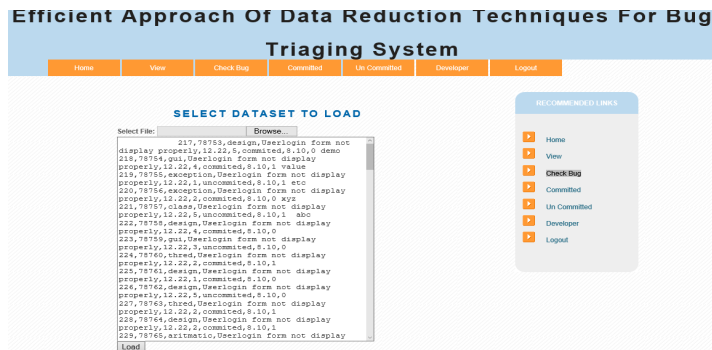 Efficient Approach Of Data Reduction Techniques For Bug
Triaging System
Home View Check Bug Committed Un Committed Developer Logout
SELECT DATASET TO LOAD
Select File: Browse...
217,78753,design,Userlogin form not
display properly,12.22,5,commited,8.10,0 demo
218,78754,gui,Userlogin form not display
properly,12.22,4,commited,8.10,1 value
219,78755,exception,Userlogin form not display
properly,12.22,1,uncommited,8.10,1 etc
220,78756,exception,Userlogin form not display
properly,12.22,2,commited,8.10,0 xyz
221,78757,class,Userlogin form not display
properly,12.22,5,uncommited,8.10,1 abc
222,78758,design,Userlogin form not display
properly,12.22,4,commited,8.10,0
223,78759,gui,Userlogin form not display
properly,12.22,3,uncommited,8.10,0
224,78760,thred,Userlogin form not display
properly,12.22,2,commited,8.10,1
225,78761,design,Userlogin form not display
properly,12.22,1,commited,8.10,0
226,78762,design,Userlogin form not display
properly,12.22,5,uncommited,8.10,0
227,78763,thred,Userlogin form not display
properly,12.22,2,commited,8.10,1
228,78764,design,Userlogin form not display
properly,12.22,2,commited,8.10,1
229,78765,aritmatic,Userlogin form not display
Load
RECOMMENDED LINKS
Home
View
Check Bug
Committed
Un Committed
Developer
Logout